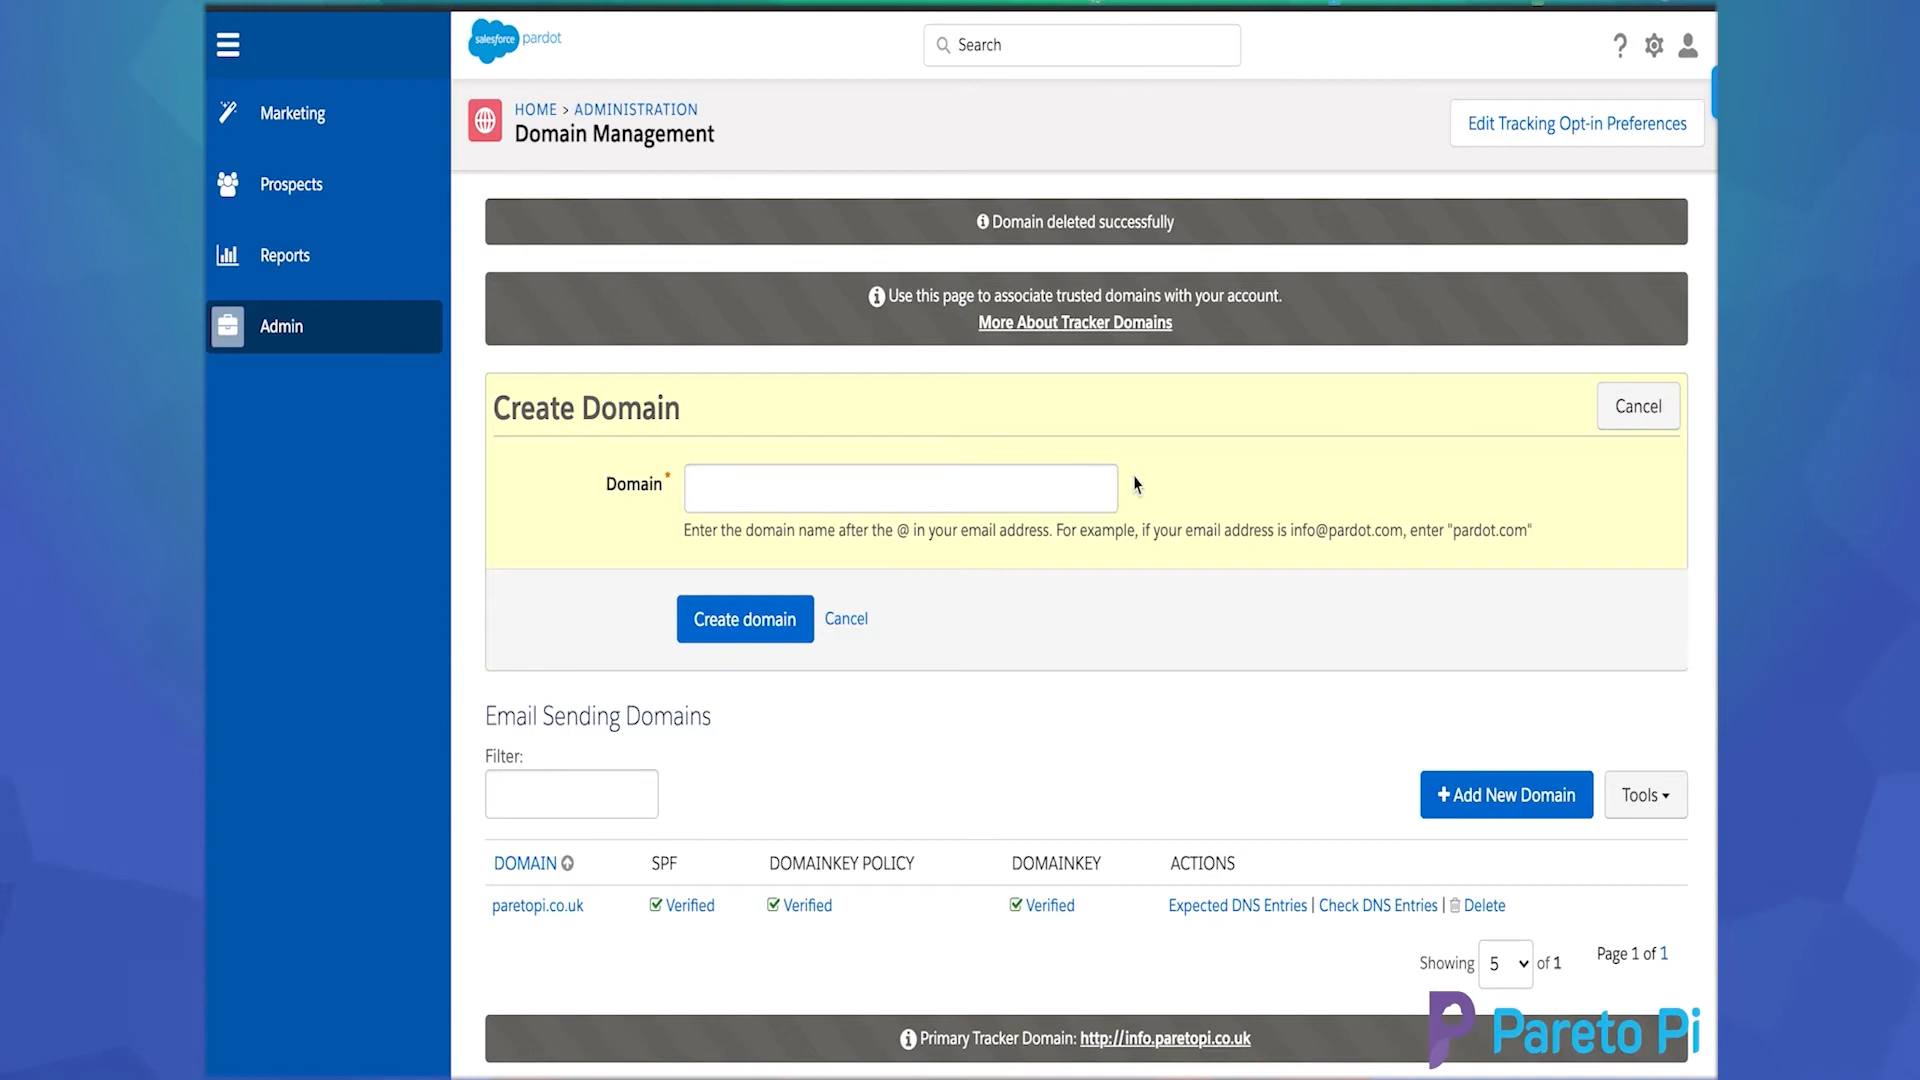 salesforce pardot
Search
Marketing
Prospects
Reports
Admin
HOME > ADMINISTRATION
Domain Management
Edit Tracking Opt-in Preferences
Domain deleted successfully
Use this page to associate trusted domains with your account.
More About Tracker Domains
Create Domain
Cancel
Domain *
Enter the domain name after the @ in your email address. For example, if your email address is info@pardot.com, enter "pardot.com"
Create domain Cancel
Email Sending Domains
Filter:
+ Add New Domain Tools
DOMAIN SPF DOMAINKEY POLICY DOMAINKEY ACTIONS
paretopi.co.uk Verified Verified Verified Expected DNS Entries | Check DNS Entries | Delete
Showing 5 of 1 Page 1 of 1
Primary Tracker Domain: http://info.paretopi.co.uk
Pareto Pi